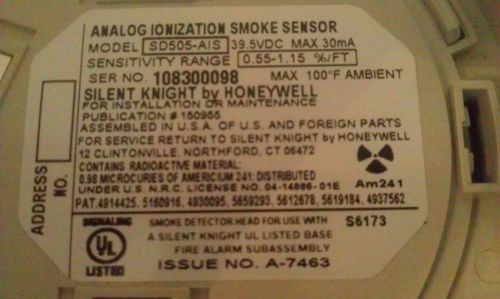 ANALOG IONIZATION SMOKE SENSOR
MODEL SD505-AIS 39.5VDC MAX 30mA
SENSITIVITY RANGE 0.55-1.15 %/FT
SER NO. 108300098 MAX 100°F AMBIENT
SILENT KNIGHT by HONEYWELL
FOR INSTALLATION OR MAINTENANCE
PUBLICATION # 150955
ASSEMBLED IN U.S.A. OF U.S. AND FOREIGN PARTS
FOR SERVICE RETURN TO SILENT KNIGHT by HONEYWELL
12 CLINTONVILLE, NORTHFORD, CT 06472
CONTAINS RADIOACTIVE MATERIAL:
0.98 MICROCURIES OF AMERICIUM 241: DISTRIBUTED
UNDER U.S. N.R.C. LICENSE NO. 04-14886-01E
Am241
PAT.4914425, 5160916, 4930095, 5659293, 5612678, 5619184, 4937562
ADDRESS
NO.
SIGNALING
UL
LISTED
SMOKE DETECTOR HEAD FOR USE WITH S6173
A SILENT KNIGHT UL LISTED BASE
FIRE ALARM SUBASSEMBLY
ISSUE NO. A-7463